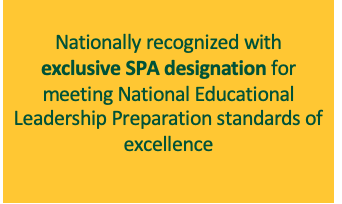 Nationally recognized with
exclusive SPA designation for
meeting National Educational
Leadership Preparation standards of
excellence